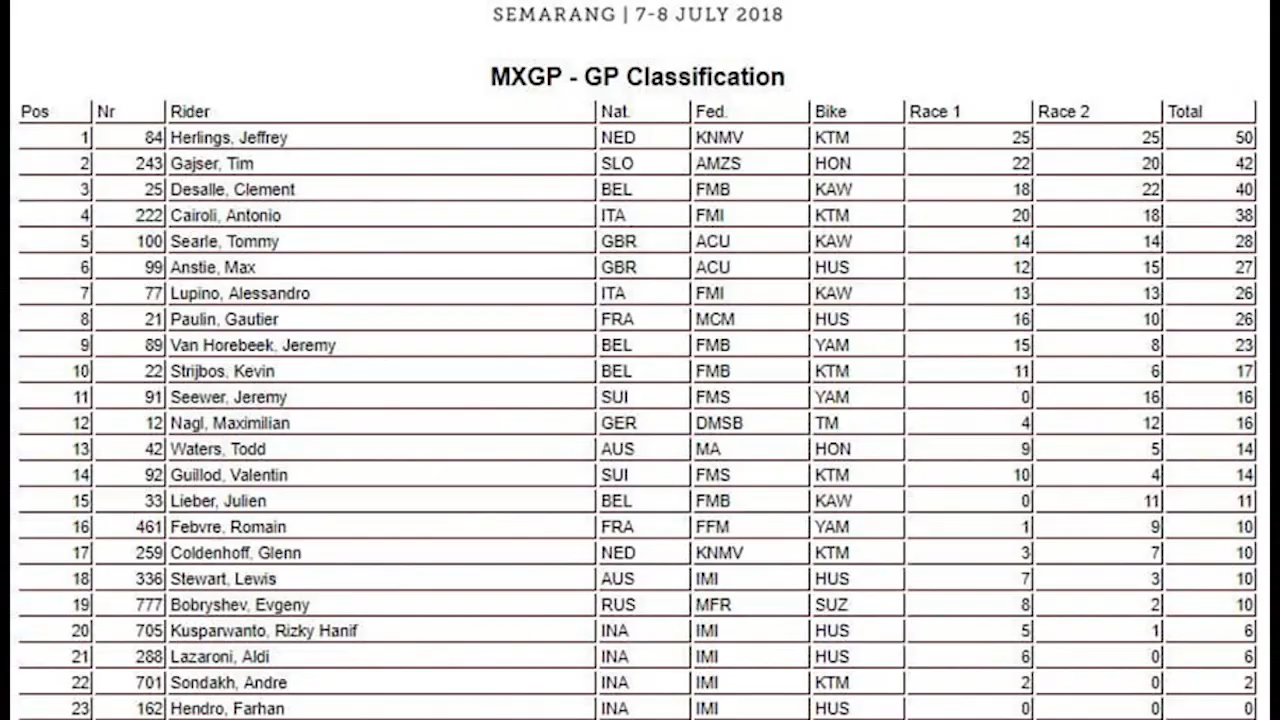 SEMARANG | 7-8 JULY 2018
MXGP - GP Classification
Pos Nr Rider Nat. Fed. Bike Race 1 Race 2 Total
1 84 Herlings, Jeffrey NED KNMV KTM 25 25 50
2 243 Gajser, Tim SLO AMZS HON 22 20 42
3 25 Desalle, Clement BEL FMB KAW 18 22 40
4 222 Cairoli, Antonio ITA FMI KTM 20 18 38
5 100 Searle, Tommy GBR ACU KAW 14 14 28
6 99 Anstie, Max GBR ACU HUS 12 15 27
7 77 Lupino, Alessandro ITA FMI KAW 13 13 26
8 21 Paulin, Gautier FRA MCM HUS 16 10 26
9 89 Van Horebeek, Jeremy BEL FMB YAM 15 8 23
10 22 Strijbos, Kevin BEL FMB KTM 11 6 17
11 91 Seewer, Jeremy SUI FMS YAM 0 16 16
12 12 Nagl, Maximilian GER DMSB TM 4 12 16
13 42 Waters, Todd AUS MA HON 9 5 14
14 92 Guillod, Valentin SUI FMS KTM 10 4 14
15 33 Lieber, Julien BEL FMB KAW 0 11 11
16 461 Febvre, Romain FRA FFM YAM 1 9 10
17 259 Coldenhoff, Glenn NED KNMV KTM 3 7 10
18 336 Stewart, Lewis AUS IMI HUS 7 3 10
19 777 Bobryshev, Evgeny RUS MFR SUZ 8 2 10
20 705 Kusparwanto, Rizky Hanif INA IMI HUS 5 1 6
21 288 Lazaroni, Aldi INA IMI HUS 6 0 6
22 701 Sondakh, Andre INA IMI KTM 2 0 2
23 162 Hendro, Farhan INA IMI HUS 0 0 0